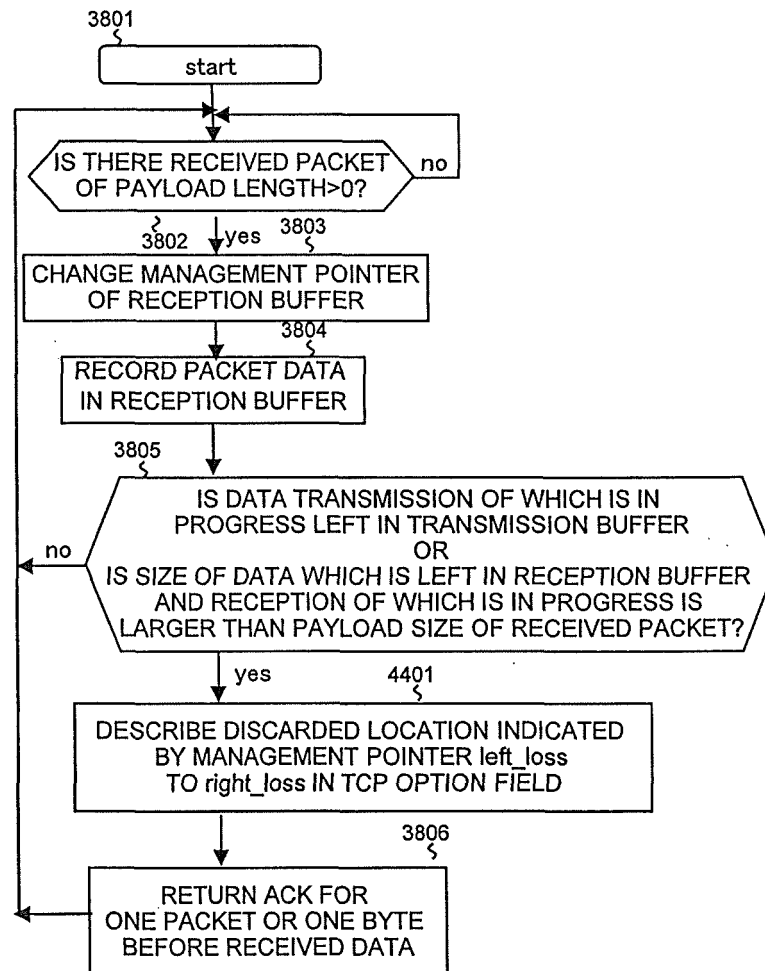 3801
start
IS THERE RECEIVED PACKET
OF PAYLOAD LENGTH>0?
no
3802
yes
3803
CHANGE MANAGEMENT POINTER
OF RECEPTION BUFFER
3804
RECORD PACKET DATA
IN RECEPTION BUFFER
3805
IS DATA TRANSMISSION OF WHICH IS IN
PROGRESS LEFT IN TRANSMISSION BUFFER
OR
IS SIZE OF DATA WHICH IS LEFT IN RECEPTION BUFFER
AND RECEPTION OF WHICH IS IN PROGRESS IS
LARGER THAN PAYLOAD SIZE OF RECEIVED PACKET?
no
yes
4401
DESCRIBE DISCARDED LOCATION INDICATED
BY MANAGEMENT POINTER left_loss
TO right_loss IN TCP OPTION FIELD
3806
RETURN ACK FOR
ONE PACKET OR ONE BYTE
BEFORE RECEIVED DATA